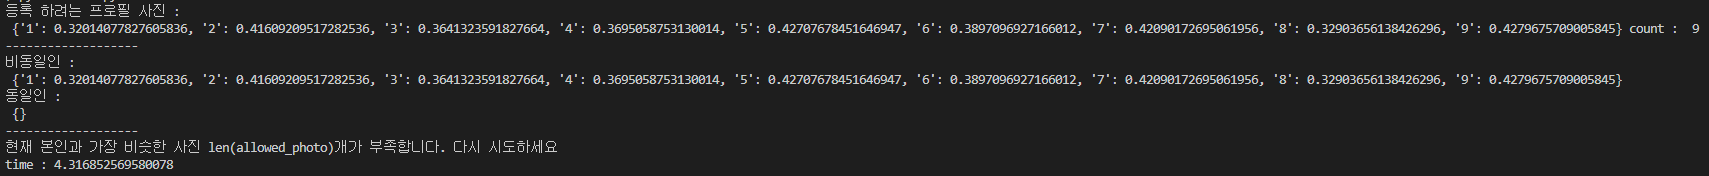 등록 하려는 프로필 사진 :
{'1': 0.32014077827605836, '2': 0.41609209517282536, '3': 0.3641323591827664, '4': 0.3695058753130014, '5': 0.42707678451646947, '6': 0.3897096927166012, '7': 0.42090172695061956, '8': 0.32903656138426296, '9': 0.4279675709005845} count :  9
-------------------
비동일인 :
{'1': 0.32014077827605836, '2': 0.41609209517282536, '3': 0.3641323591827664, '4': 0.3695058753130014, '5': 0.42707678451646947, '6': 0.3897096927166012, '7': 0.42090172695061956, '8': 0.32903656138426296, '9': 0.4279675709005845}
동일인 :
{}
-------------------
현재 본인과 가장 비슷한 사진 len(allowed_photo)개가 부족합니다. 다시 시도하세요
time : 4.316852569580078